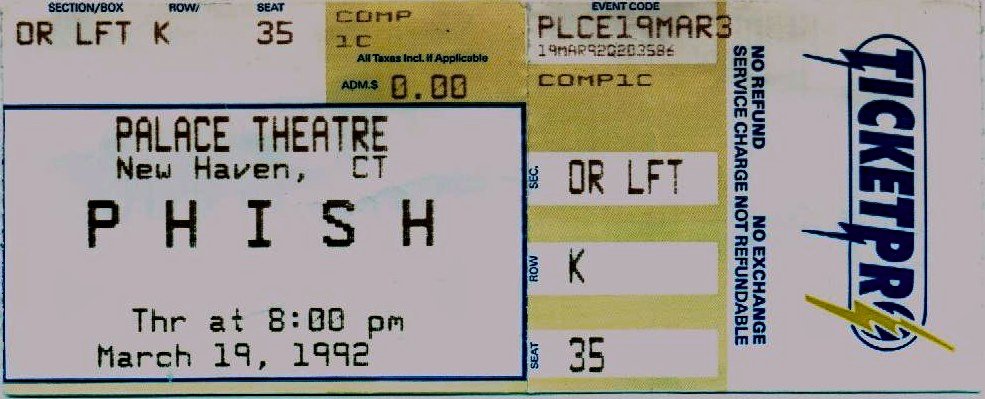 SECTION/BOX ROW/ SEAT
OR LFT K 35
COMP
1C
All Taxes Incl. If Applicable
ADM.$ 0.00
PALACE THEATRE
New Haven, CT
PHISH
Thr at 8:00 pm
March 19, 1992
EVENT CODE
PLCE19MAR3
19MAR92Q203586
COMP1C
SEC. OR LFT
ROW K
SEAT 35
NO REFUND NO EXCHANGE
SERVICE CHARGE NOT REFUNDABLE
TICKETPRO